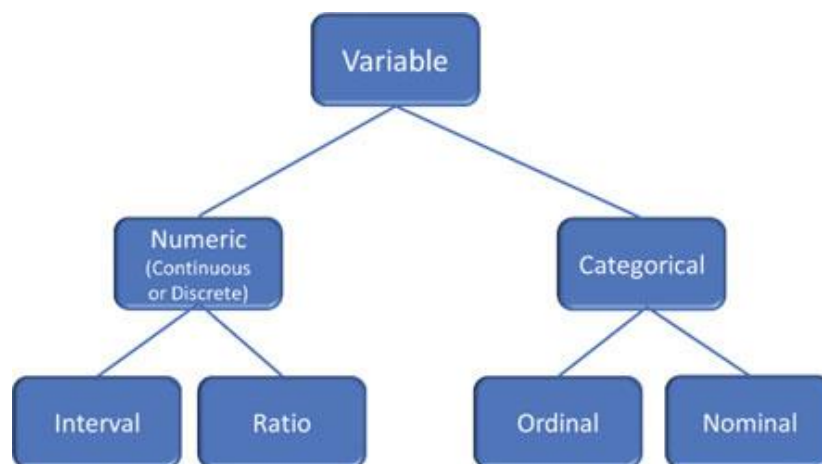 Variable
Numeric
(Continuous
or Discrete)
Categorical
Interval
Ratio
Ordinal
Nominal